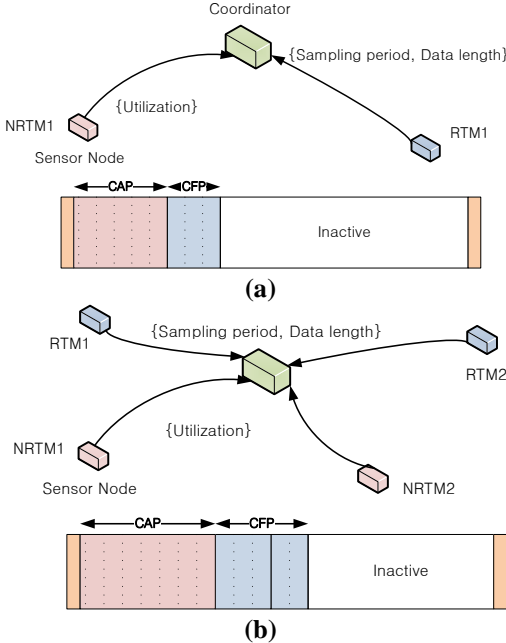 Coordinator
{Sampling period, Data length}
{Utilization}
NRTM1
RTM1
Sensor Node
CAP
CFP
Inactive
(a)
{Sampling period, Data length}
RTM1
RTM2
{Utilization}
NRTM1
Sensor Node
NRTM2
CAP
CFP
Inactive
(b)